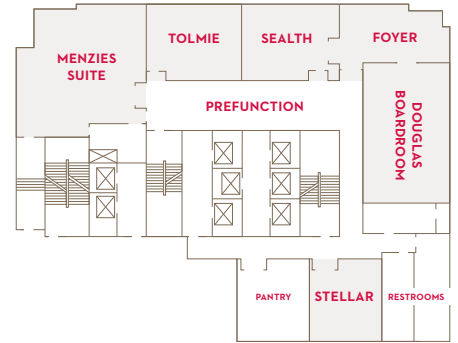 MENZIES
SUITE
TOLMIE
SEALTH
FOYER
PREFUNCTION
DOUGLAS
BOARDROOM
PANTRY
STELLAR
RESTROOMS